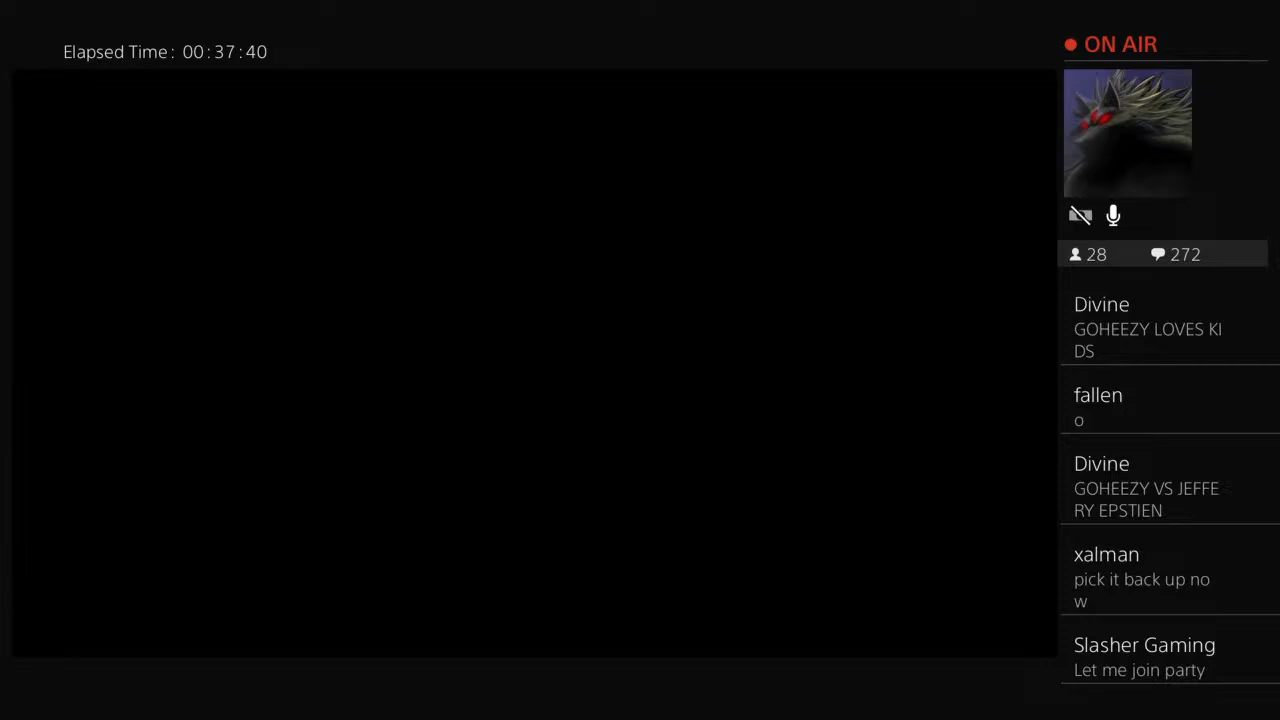 Elapsed Time: 00:37:40
ON AIR
28 272
Divine
GOHEEZY LOVES KI
DS
fallen
o
Divine
GOHEEZY VS JEFFE
RY EPSTIEN
xalman
pick it back up no
w
Slasher Gaming
Let me join party